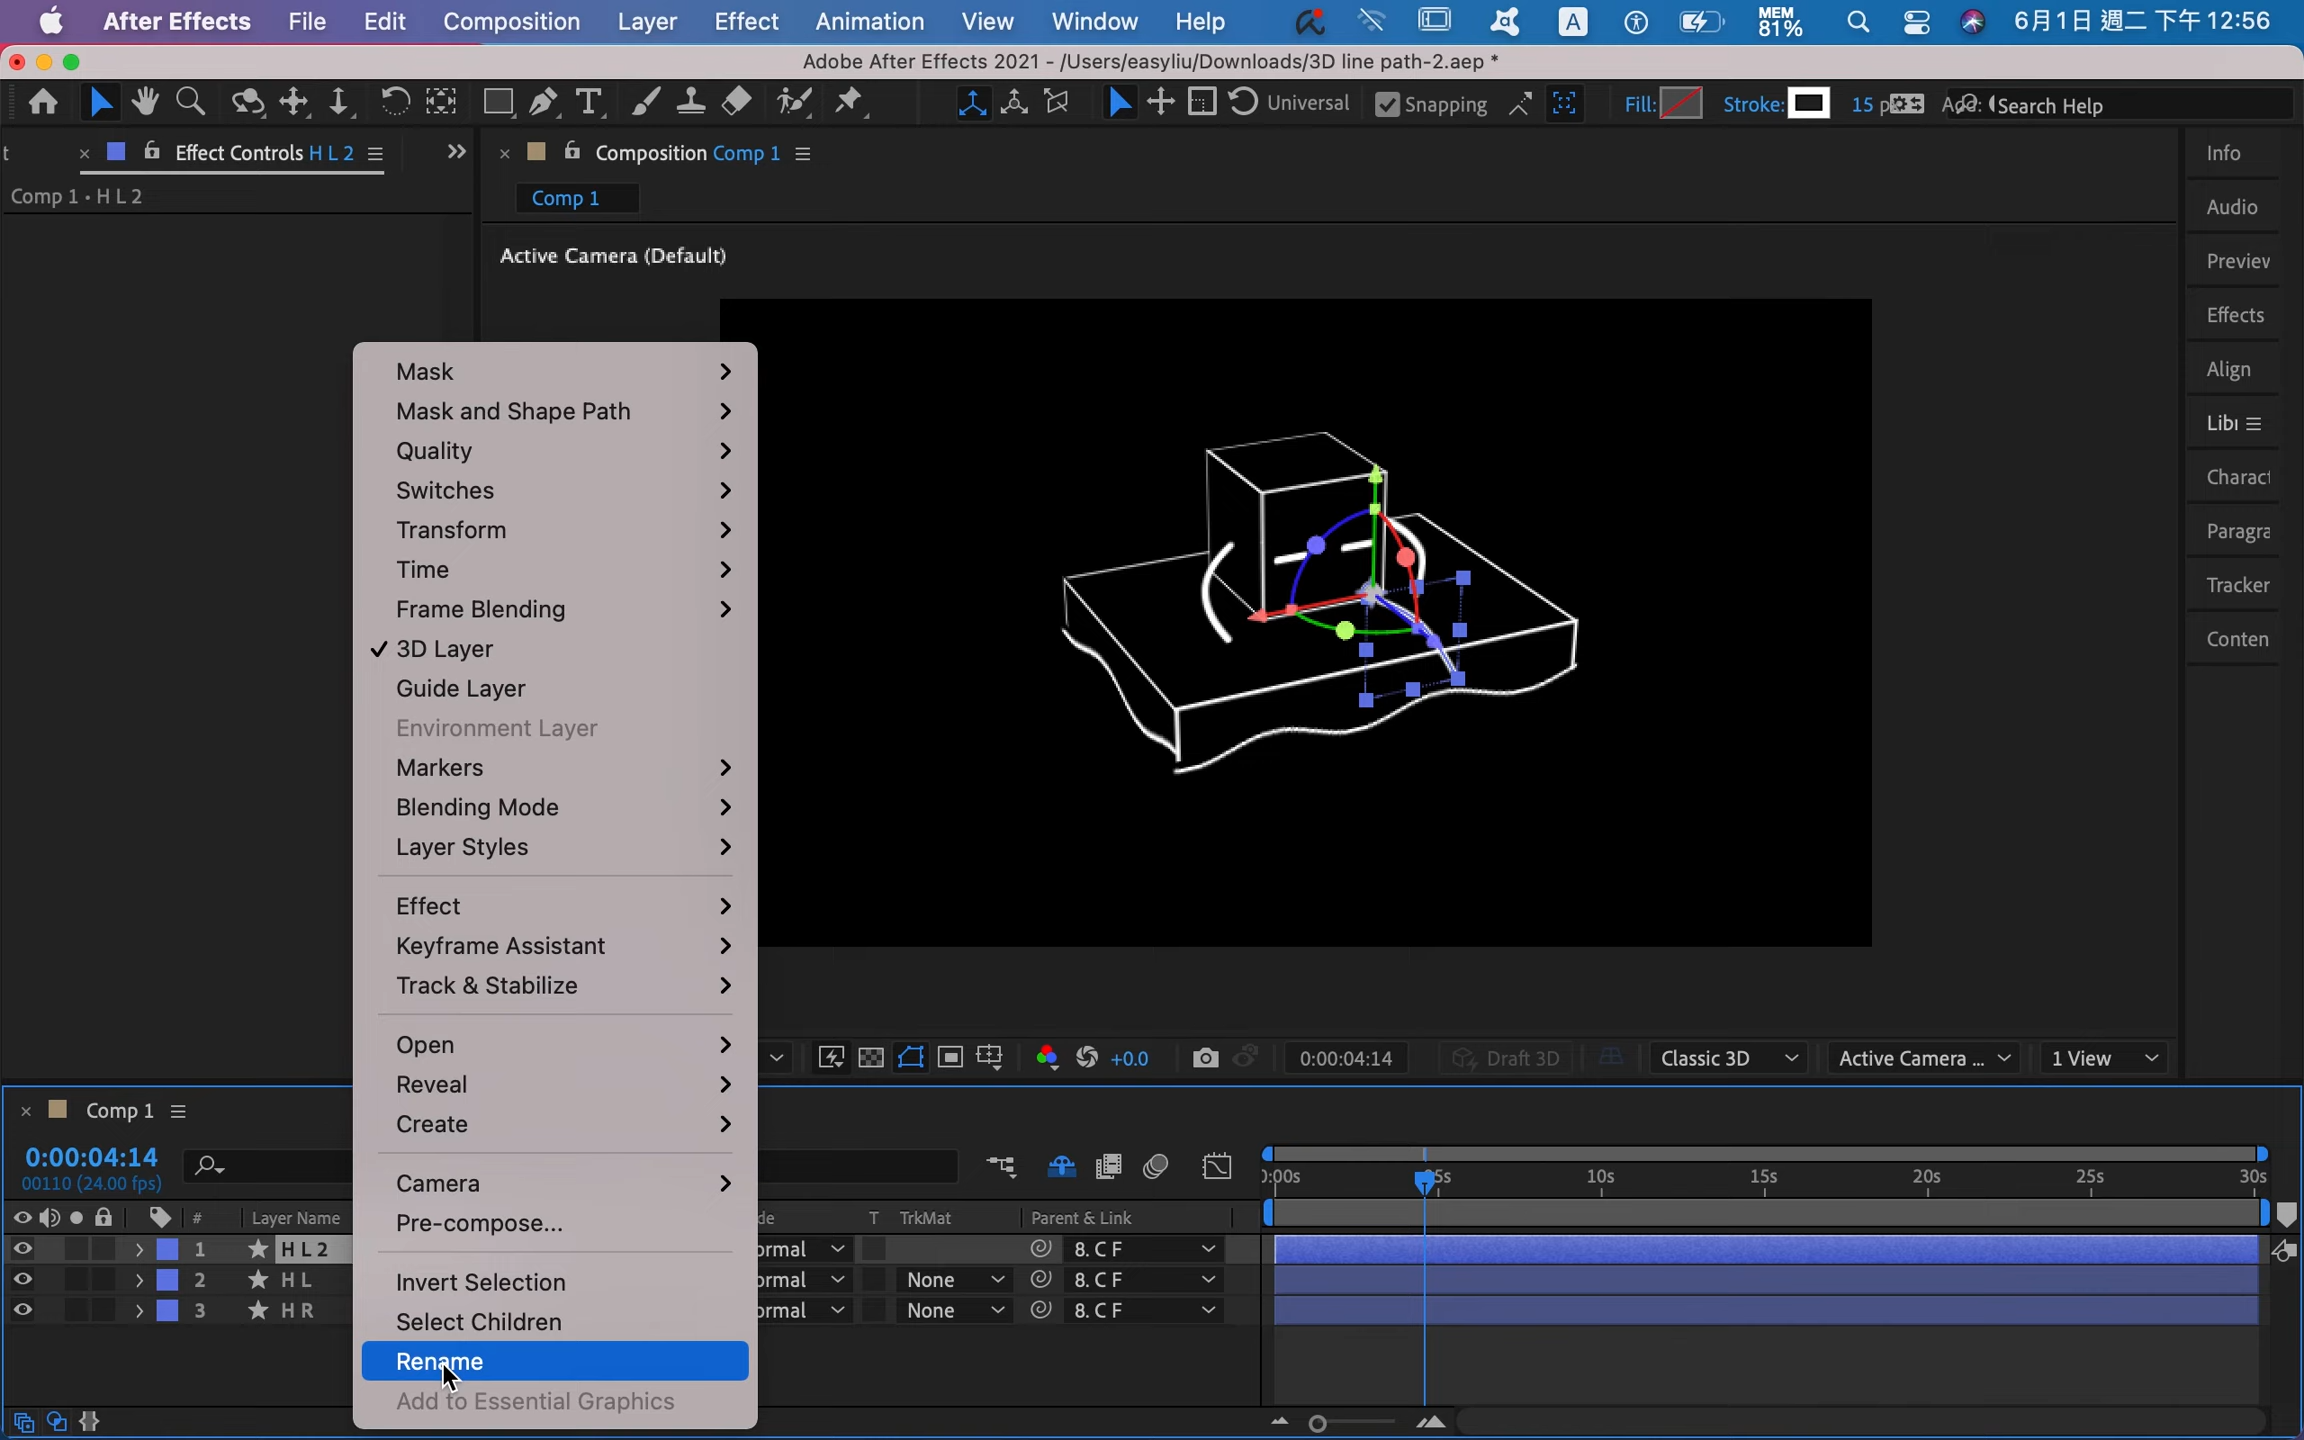 After Effects File Edit Composition Layer Effect Animation View Window Help A MEM 81% 6月1日 週二 下午 12:56
Adobe After Effects 2021 - /Users/easyliu/Downloads/3D line path-2.aep *
Universal Snapping Fill: Stroke: 15 Search Help
Effect Controls H L 2
Comp 1 • H L 2
Composition Comp 1
Comp 1
Active Camera (Default)
Info
Audio
Preview
Effects
Align
Libr
Charact
Paragra
Tracker
Conten
Mask
Mask and Shape Path
Quality
Switches
Transform
Time
Frame Blending
3D Layer
Guide Layer
Environment Layer
Markers
Blending Mode
Layer Styles
Effect
Keyframe Assistant
Track & Stabilize
Open
Reveal
Create
Camera
Pre-compose...
Invert Selection
Select Children
Rename
Add to Essential Graphics
+0.0 0:00:04:14 Draft 3D Classic 3D Active Camera ... 1 View
Comp 1
0:00:04:14
00110 (24.00 fps)
# Layer Name de T TrkMat Parent & Link
):00s 5s 10s 15s 20s 25s 30s
1 H L 2 ormal 8. C F
2 H L ormal None 8. C F
3 H R ormal None 8. C F